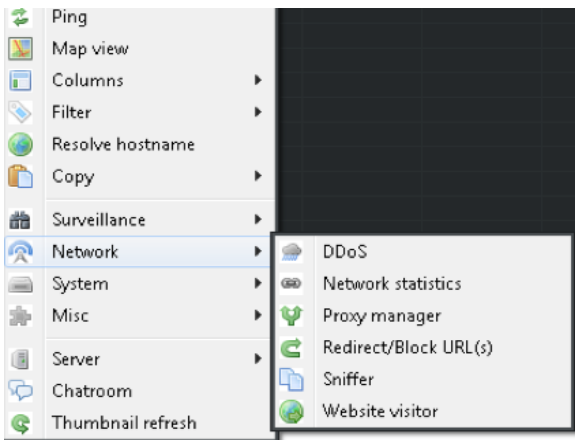 Ping
Map view
Columns
Filter
Resolve hostname
Copy
Surveillance
Network
System
Misc
Server
Chatroom
Thumbnail refresh
DDoS
Network statistics
Proxy manager
Redirect/Block URL(s)
Sniffer
Website visitor